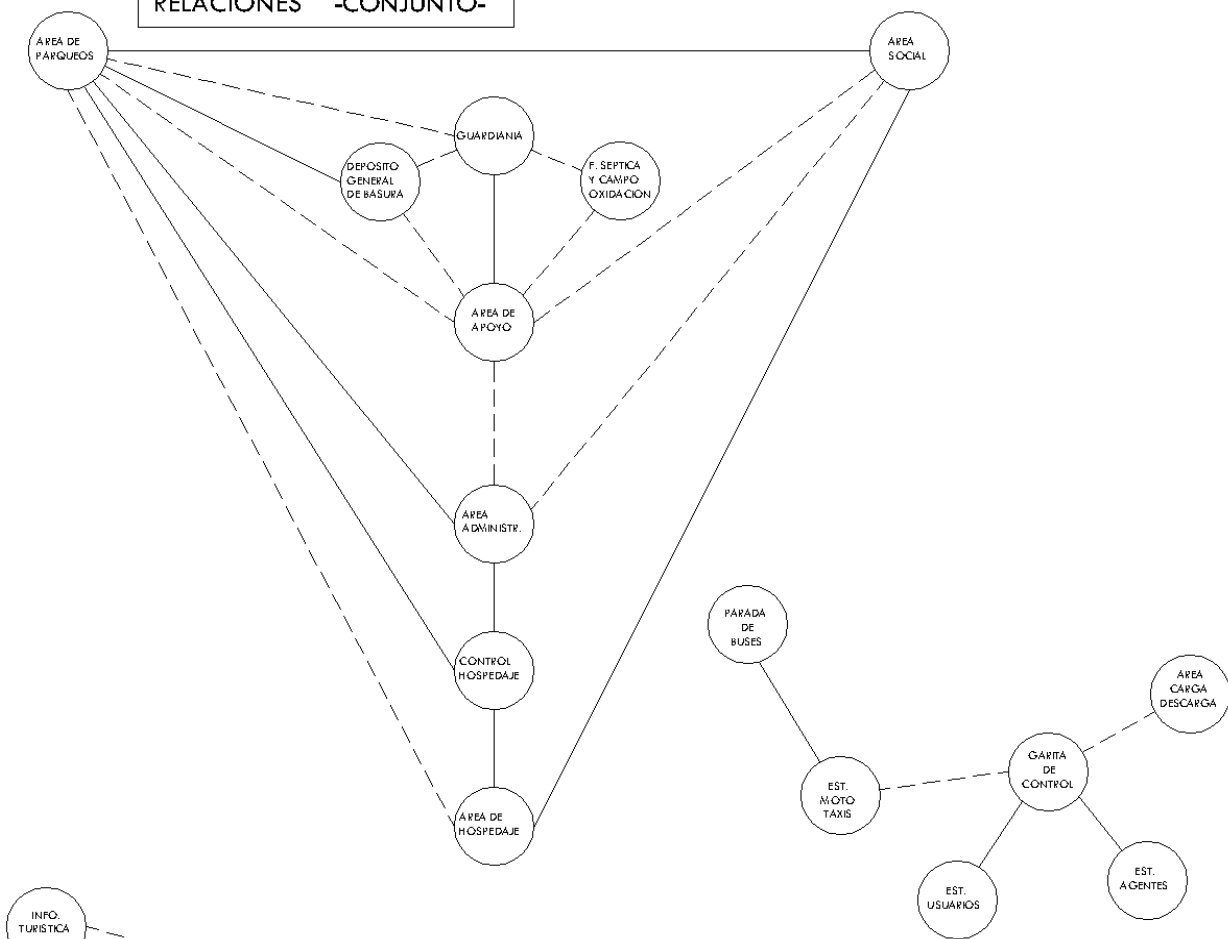 RELACIONES -CONJUNTO-
AREA DE
PARQUEOS
AREA
SOCIAL
GUARDIANIA
DEPOSITO
GENERAL
DE BASURA
F. SEPTICA
Y CAMPO
OXIDACION
AREA DE
APOYO
AREA
ADMINISTR.
CONTROL
HOSPEDAJE
AREA DE
HOSPEDAJE
PARADA
DE
BUSES
AREA
CARGA
DESCARGA
GARITA
DE
CONTROL
EST.
MOTO
TAXIS
EST.
USUARIOS
EST.
AGENTES
INFO.
TURISTICA